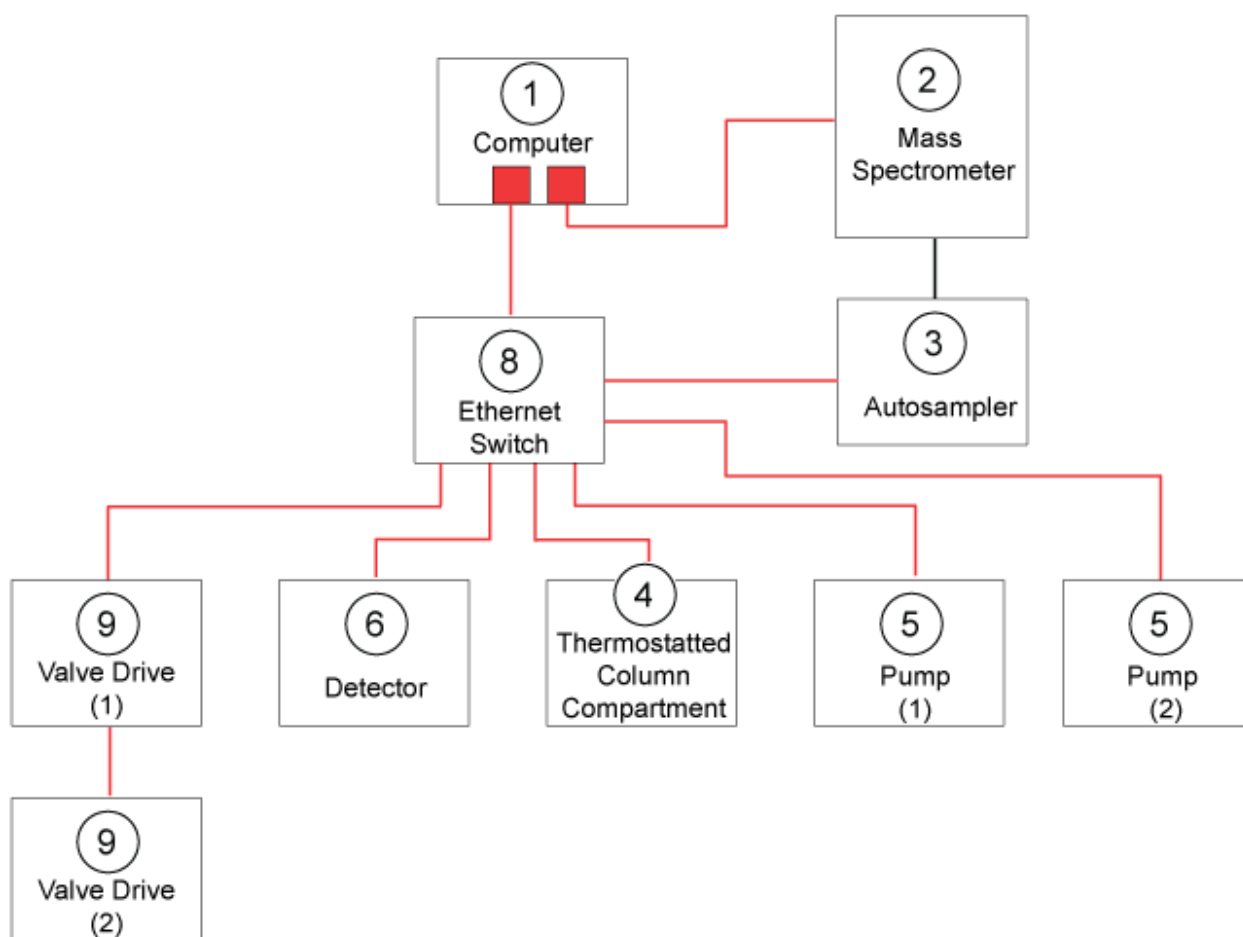 1
Computer
2
Mass
Spectrometer
3
Autosampler
8
Ethernet
Switch
9
Valve Drive
(1)
6
Detector
4
Thermostatted
Column
Compartment
5
Pump
(1)
5
Pump
(2)
9
Valve Drive
(2)